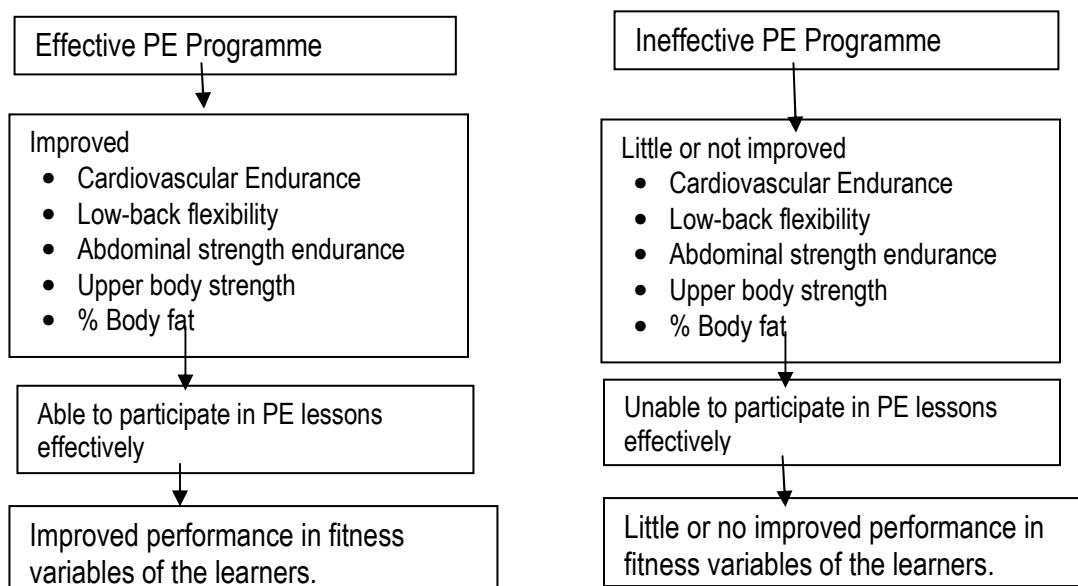 Effective PE Programme
Improved
• Cardiovascular Endurance
• Low-back flexibility
• Abdominal strength endurance
• Upper body strength
• % Body fat
Able to participate in PE lessons
effectively
Improved performance in fitness
variables of the learners.
Ineffective PE Programme
Little or not improved
• Cardiovascular Endurance
• Low-back flexibility
• Abdominal strength endurance
• Upper body strength
• % Body fat
Unable to participate in PE lessons
effectively
Little or no improved performance in
fitness variables of the learners.